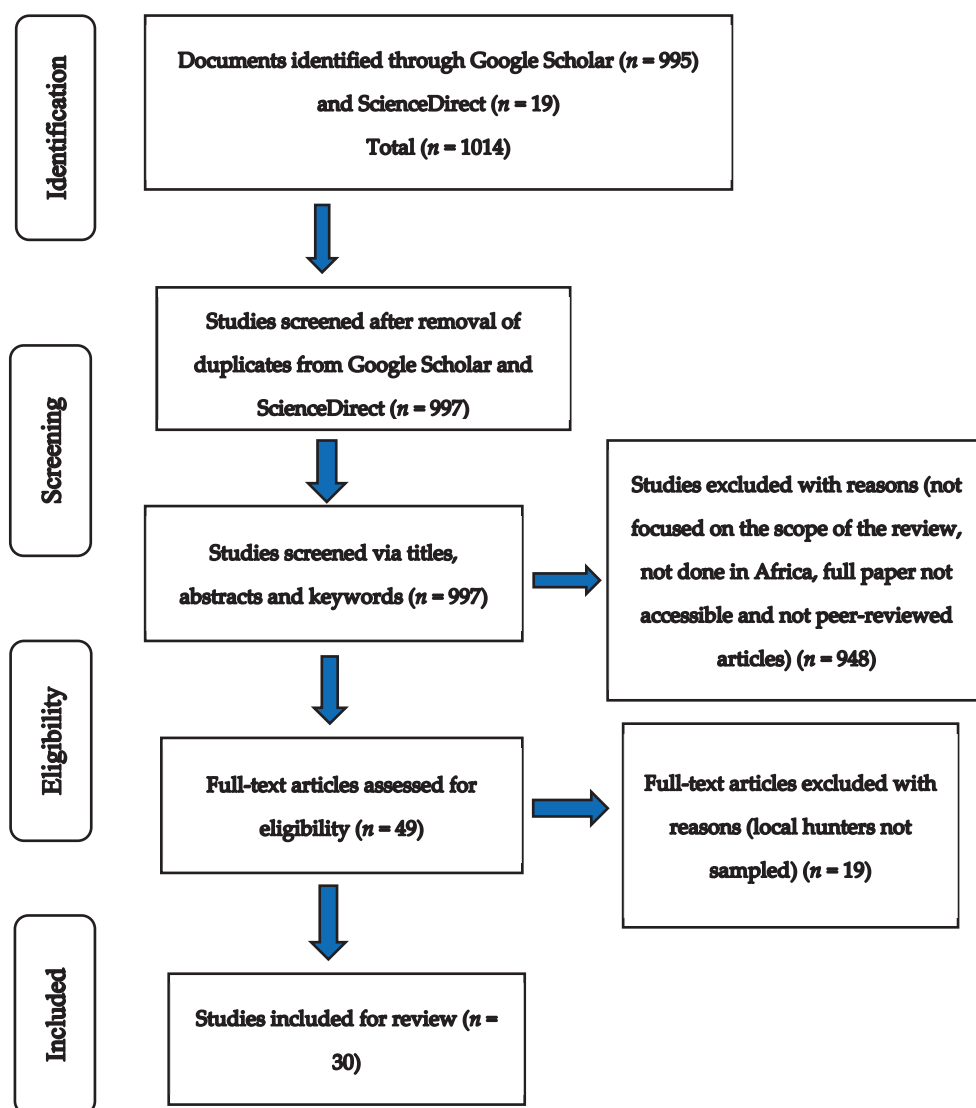 Identification
Documents identified through Google Scholar (n = 995)
and ScienceDirect (n = 19)
Total (n = 1014)
Screening
Studies screened after removal of
duplicates from Google Scholar and
ScienceDirect (n = 997)
Studies screened via titles,
abstracts and keywords (n = 997)
Studies excluded with reasons (not
focused on the scope of the review,
not done in Africa, full paper not
accessible and not peer-reviewed
articles) (n = 948)
Eligibility
Full-text articles assessed for
eligibility (n = 49)
Full-text articles excluded with
reasons (local hunters not
sampled) (n = 19)
Included
Studies included for review (n =
30)